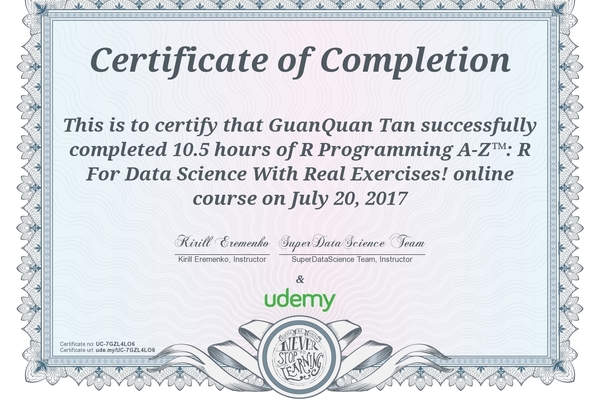 Certificate of Completion
This is to certify that GuanQuan Tan successfully
completed 10.5 hours of R Programming A-Z™: R
For Data Science With Real Exercises! online
course on July 20, 2017
Kirill Eremenko SuperDataScience Team
Kirill Eremenko, Instructor SuperDataScience Team, Instructor
&
udemy
NEVER
STOP
LEARNING
Certificate no: UC-7GZL4LO6
Certificate url: ude.my/UC-7GZL4LO6